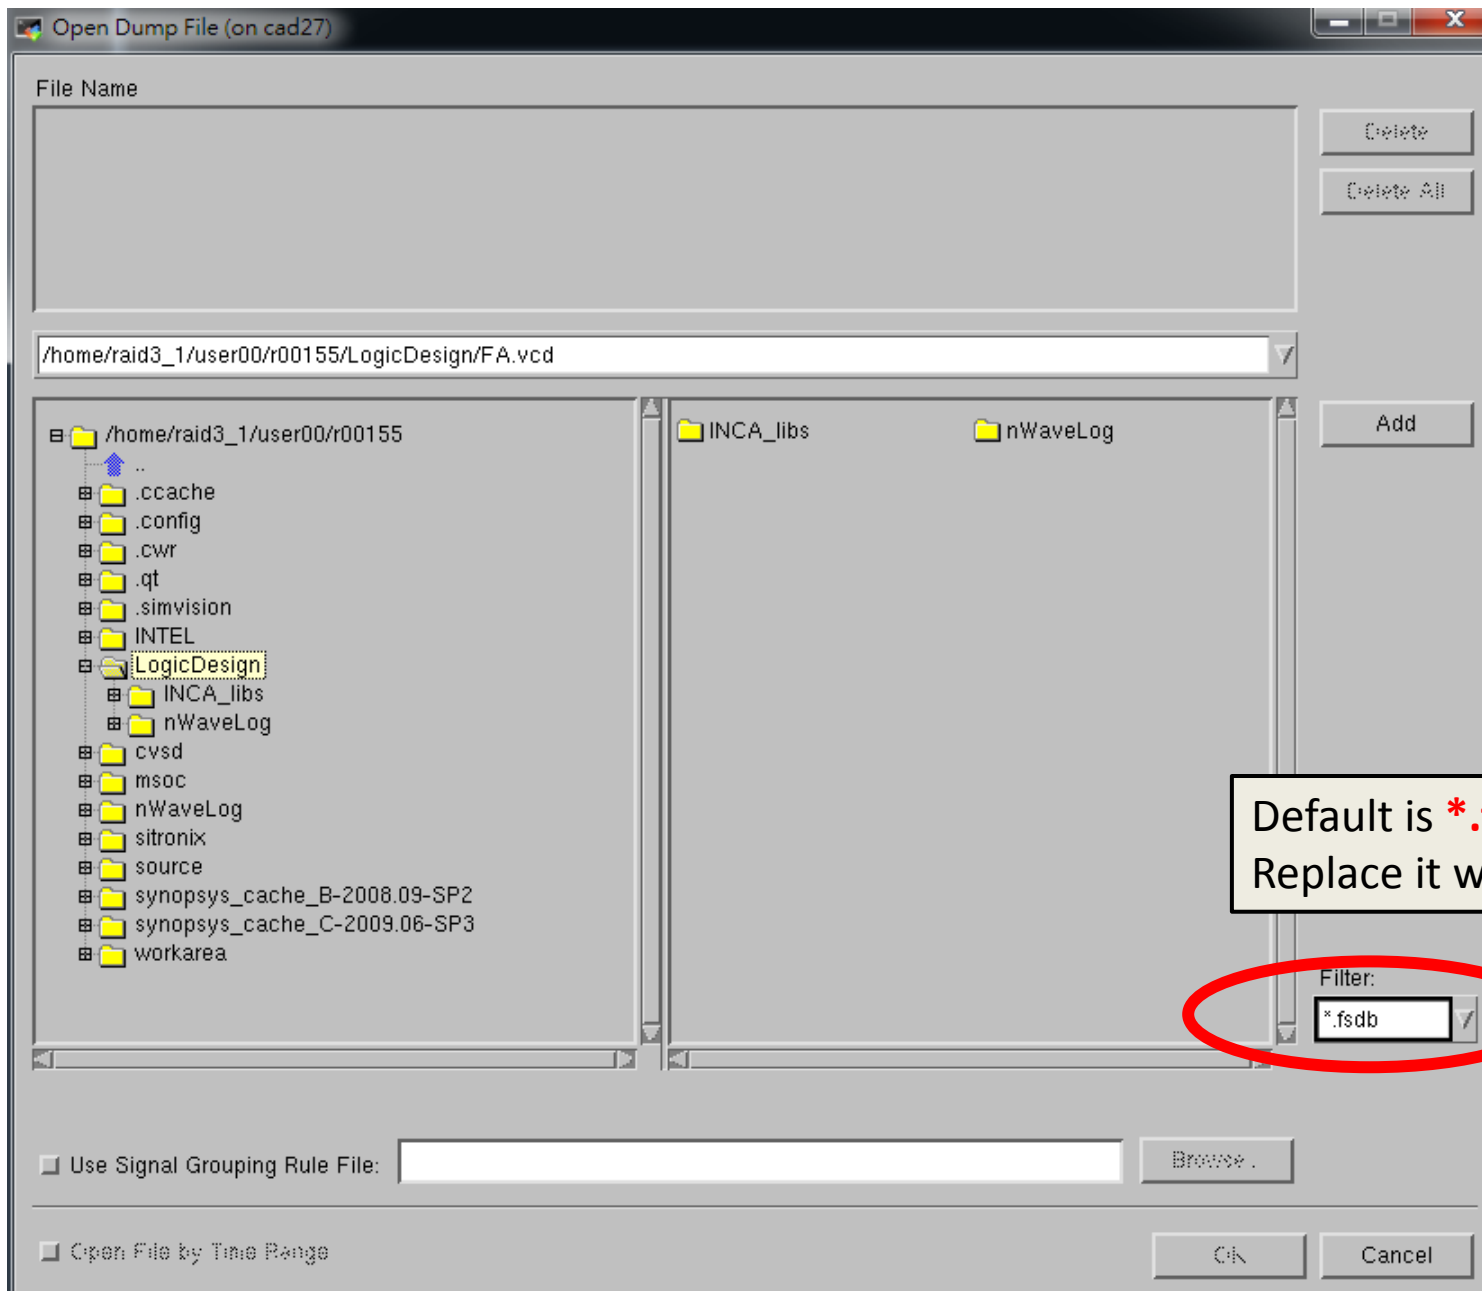 Open Dump File (on cad27)
File Name
Delete
Delete All
/home/raid3_1/user00/r00155/LogicDesign/FA.vcd
Add
/home/raid3_1/user00/r00155
..
.ccache
.config
.cwr
.qt
.simvision
INTEL
LogicDesign
INCA_libs
nWaveLog
cvsd
msoc
nWaveLog
sitronix
source
synopsys_cache_B-2008.09-SP2
synopsys_cache_C-2009.06-SP3
workarea
INCA_libs nWaveLog
Default is *.
Replace it
Filter:
*.fsdb
Use Signal Grouping Rule File:
Browse .
Open File by Time Range
OK
Cancel